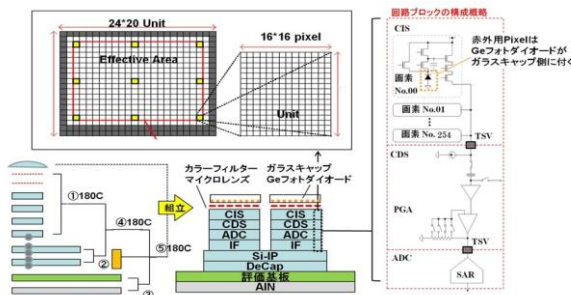 24*20 Unit
Effective Area
16*16 pixel
Unit
回路ブロックの構成概略
CIS
赤外用Pixelは
Geフォトダイオードが
ガラスキャップ側に付く
画素
No.00
画素 No.01
画素 No. 254
TSV
CDS
PGA
TSV
ADC
SAR
①180C
④180C
⑤180C
②
③
組立
カラーフィルター
マイクロレンズ
ガラスキャップ
Geフォトダイオード
CIS
CDS
ADC
IF
CIS
CDS
ADC
IF
Si-IP
DeCap
評価基板
AlN